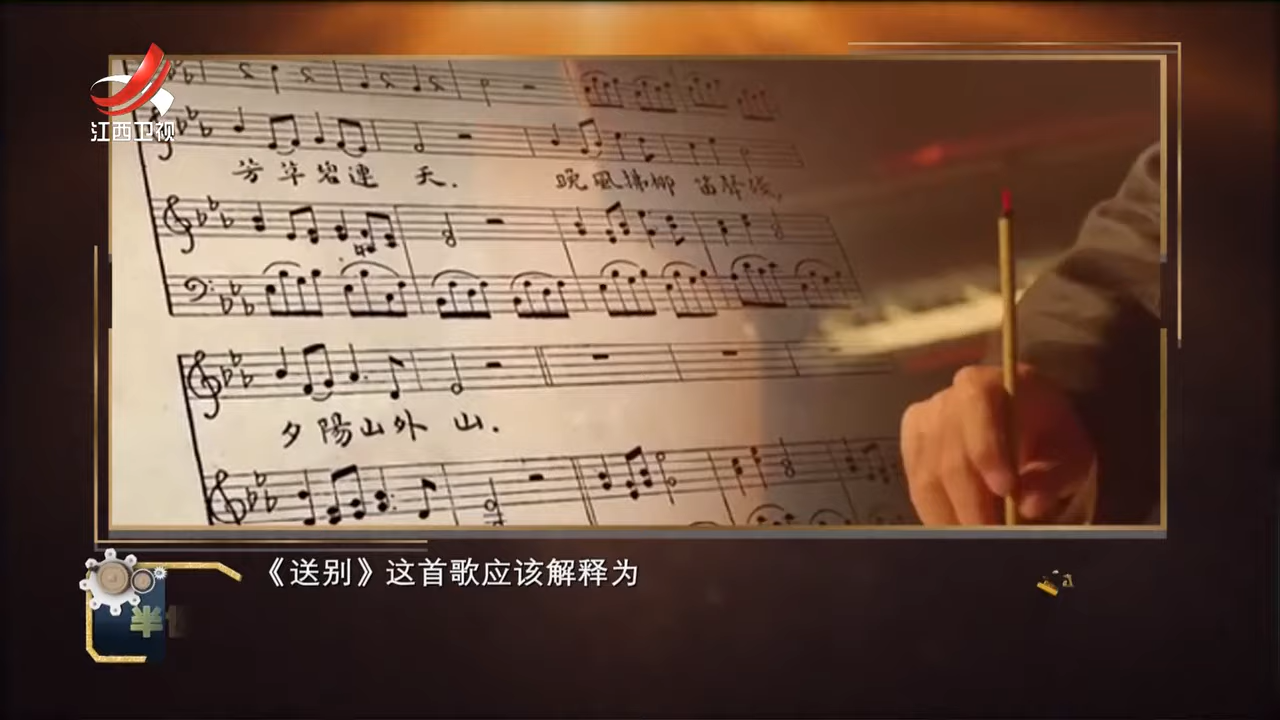 江西卫视
芳草碧連天.
晚風拂柳 笛聲殘,
夕陽山外山.
《送别》这首歌应该解释为
半